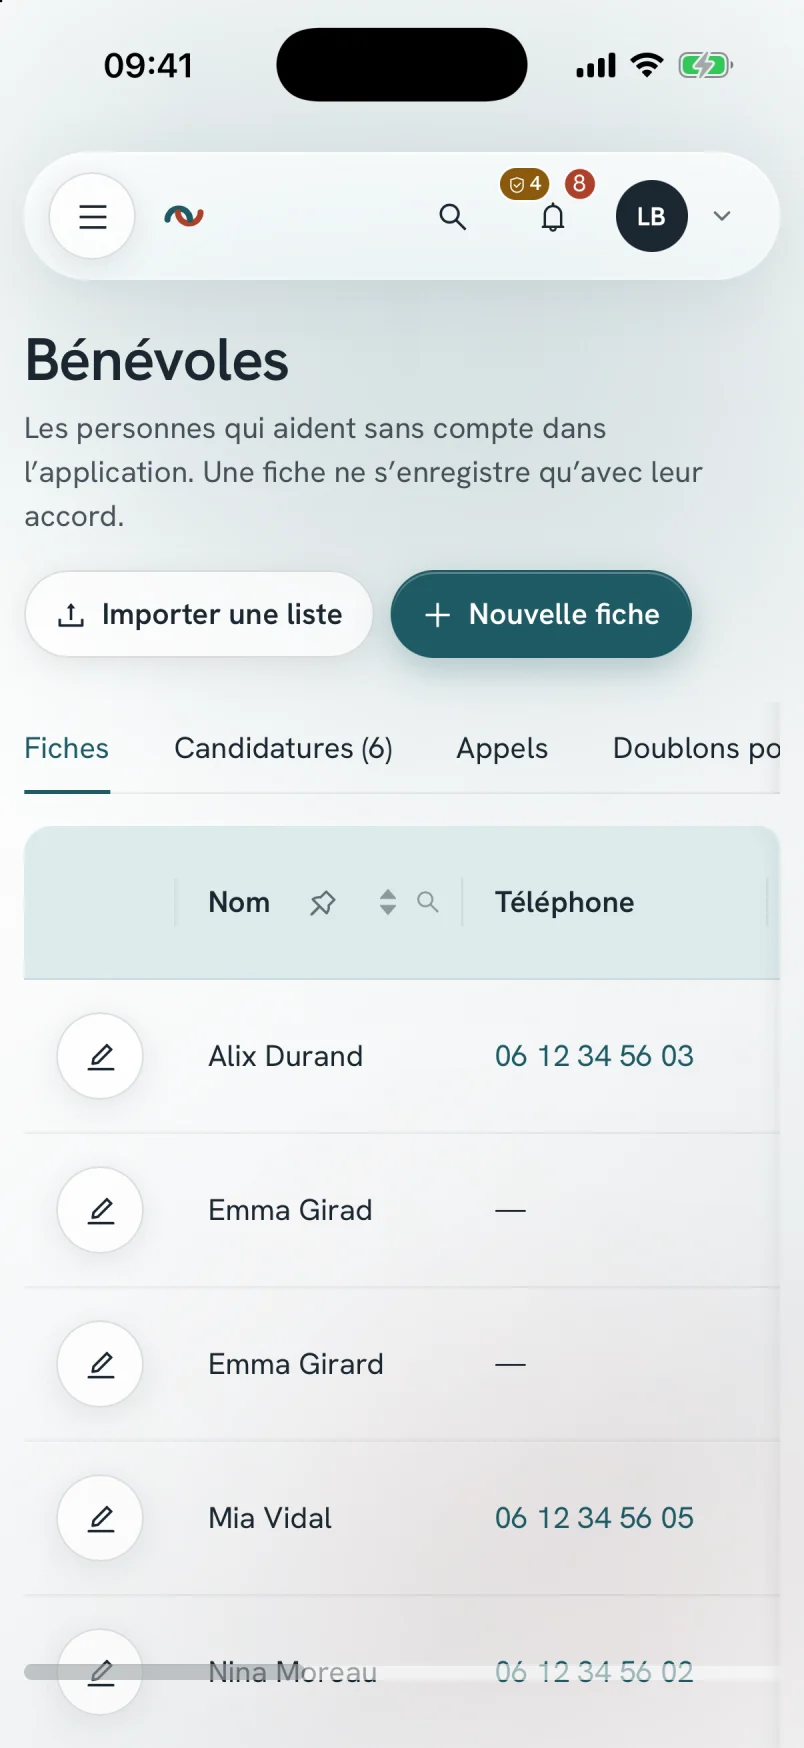 09:41
4
8
LB
Bénévoles
Les personnes qui aident sans compte dans
l’application. Une fiche ne s’enregistre qu’avec leur
accord.
Importer une liste
Nouvelle fiche
Fiches Candidatures (6) Appels Doublons po
Nom Téléphone
Alix Durand 06 12 34 56 03
Emma Girad —
Emma Girard —
Mia Vidal 06 12 34 56 05
Nina Moreau 06 12 34 56 02